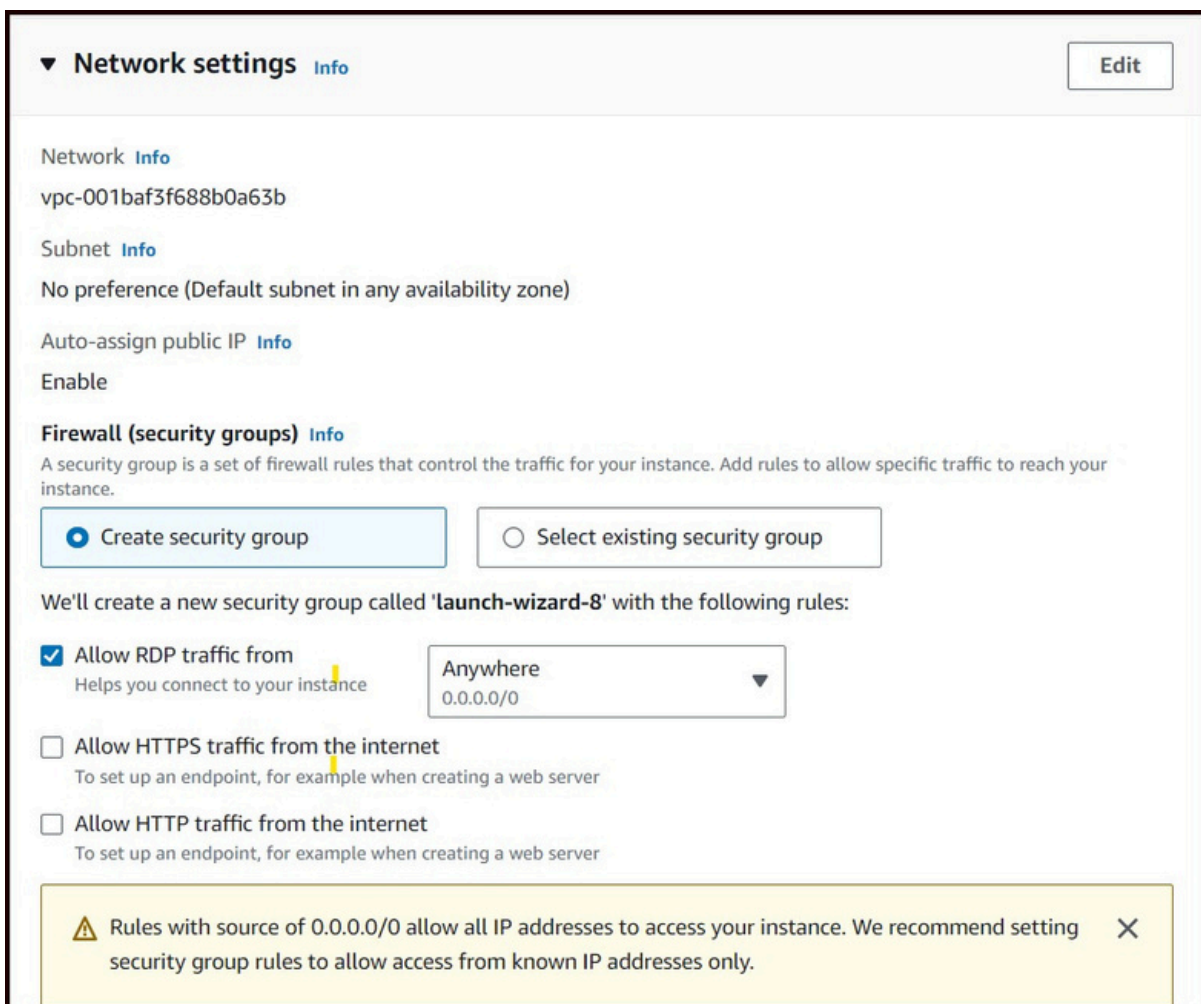 Network settings Info
Edit
Network Info
vpc-001baf3f688b0a63b
Subnet Info
No preference (Default subnet in any availability zone)
Auto-assign public IP Info
Enable
Firewall (security groups) Info
A security group is a set of firewall rules that control the traffic for your instance. Add rules to allow specific traffic to reach your
instance.
Create security group
Select existing security group
We'll create a new security group called 'launch-wizard-8' with the following rules:
Allow RDP traffic from
Helps you connect to your instance
Anywhere
0.0.0.0/0
Allow HTTPS traffic from the internet
To set up an endpoint, for example when creating a web server
Allow HTTP traffic from the internet
To set up an endpoint, for example when creating a web server
Rules with source of 0.0.0.0/0 allow all IP addresses to access your instance. We recommend setting
security group rules to allow access from known IP addresses only.